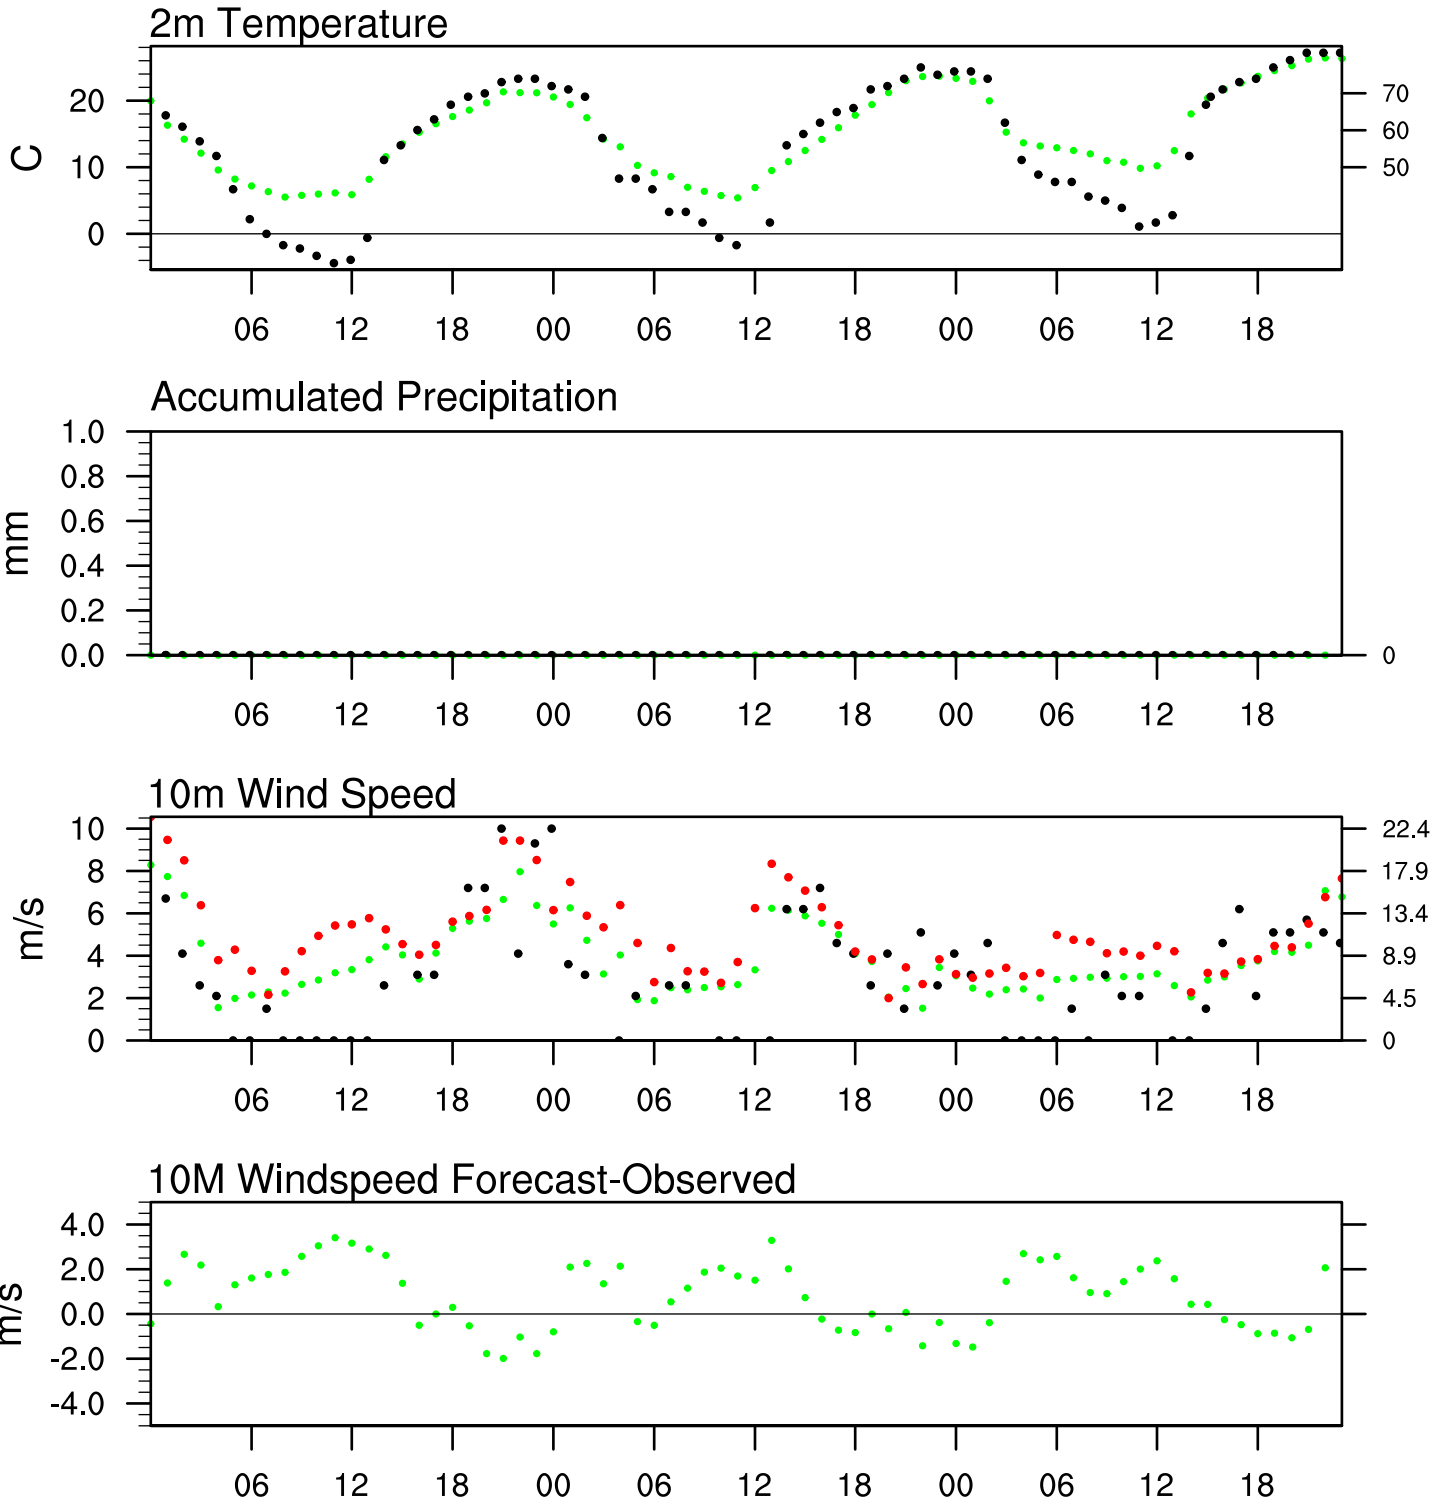 2m Temperature
20
10
0
C
70
60
50
06 12 18 00 06 12 18 00 06 12 18
Accumulated Precipitation
1.0
0.8
0.6
0.4
0.2
0.0
mm
0
06 12 18 00 06 12 18 00 06 12 18
10m Wind Speed
10
8
6
4
2
0
m/s
22.4
17.9
13.4
8.9
4.5
0
06 12 18 00 06 12 18 00 06 12 18
10M Windspeed Forecast-Observed
4.0
2.0
0.0
-2.0
-4.0
m/s
06 12 18 00 06 12 18 00 06 12 18